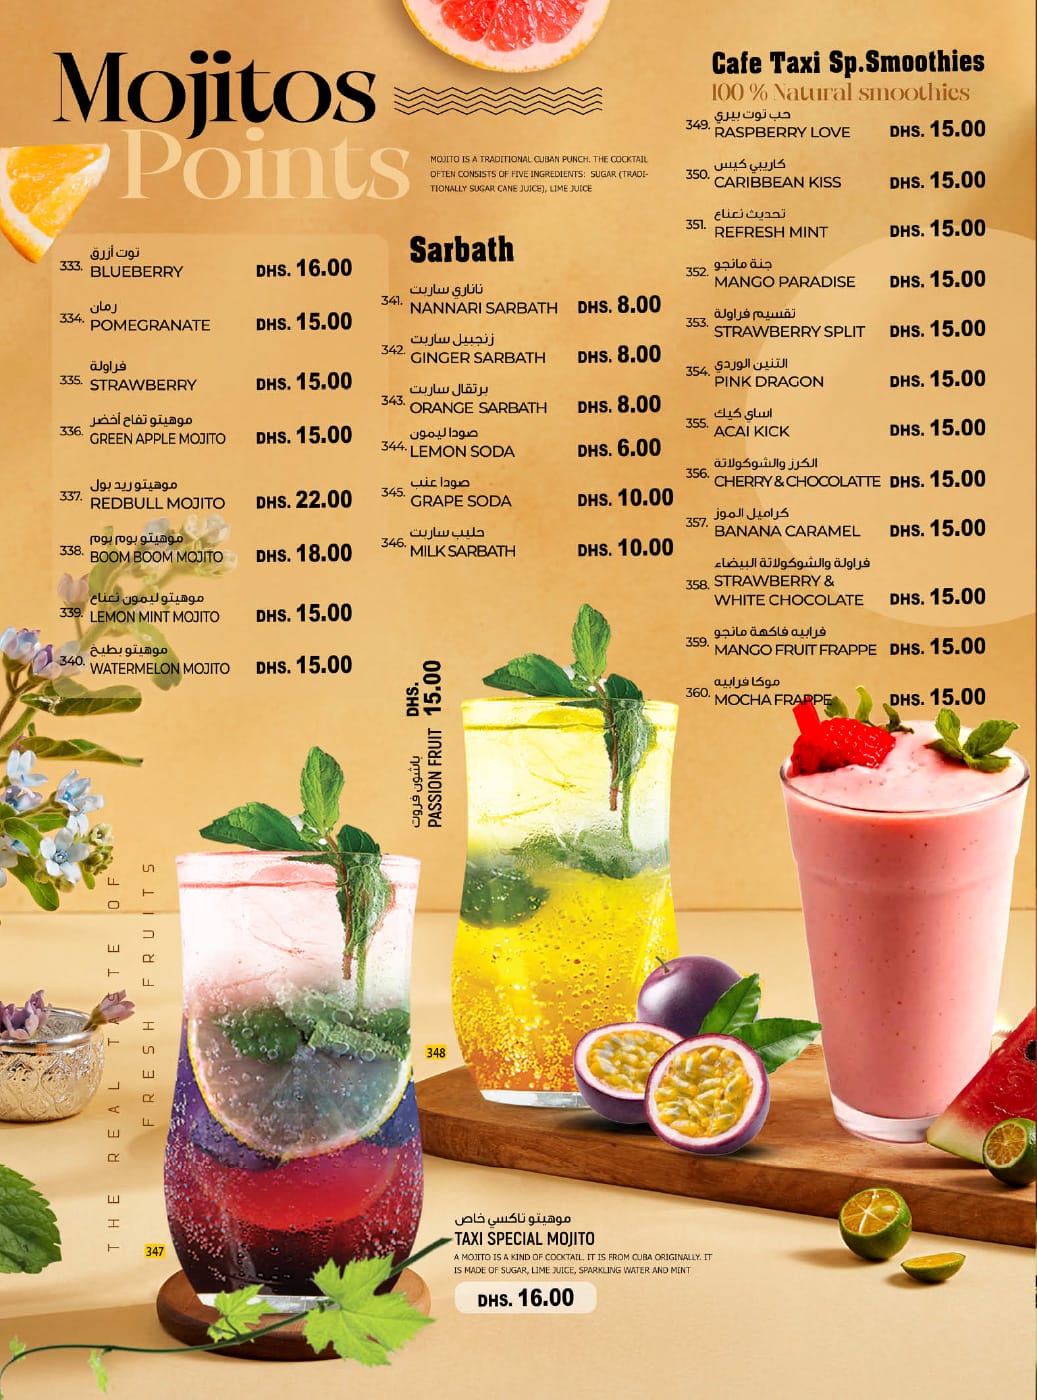 Mojitos
Points
MOJITO IS A TRADITIONAL CUBAN PUNCH. THE COCKTAIL
OFTEN CONSISTS OF FIVE INGREDIENTS:  SUGAR (TRADI-
TIONALLY SUGAR CANE JUICE), LIME JUICE
توت أزرق
333. BLUEBERRY DHS. 16.00
رمان
334. POMEGRANATE DHS. 15.00
فراولة
335. STRAWBERRY DHS. 15.00
موهيتو تفاح أخضر
336. GREEN APPLE MOJITO DHS. 15.00
موهيتو ريد بول
337. REDBULL MOJITO DHS. 22.00
موهيتو بوم بوم
338. BOOM BOOM MOJITO DHS. 18.00
موهيتو ليمون نعناع
339. LEMON MINT MOJITO DHS. 15.00
موهيتو بطيخ
340. WATERMELON MOJITO DHS. 15.00
Sarbath
ناناري ساربت
341. NANNARI SARBATH DHS. 8.00
زنجبيل ساربت
342. GINGER SARBATH DHS. 8.00
برتقال ساربت
343. ORANGE SARBATH DHS. 8.00
صودا ليمون
344. LEMON SODA DHS. 6.00
صودا عنب
345. GRAPE SODA DHS. 10.00
حليب ساربت
346. MILK SARBATH DHS. 10.00
Cafe Taxi Sp.Smoothies
100 % Natural smoothies
حب توت بيري
349. RASPBERRY LOVE DHS. 15.00
كاريبي كيس
350. CARIBBEAN KISS DHS. 15.00
تحديث نعناع
351. REFRESH MINT DHS. 15.00
جنة مانجو
352. MANGO PARADISE DHS. 15.00
تقسيم فراولة
353. STRAWBERRY SPLIT DHS. 15.00
التنين الوردي
354. PINK DRAGON DHS. 15.00
اساي كيك
355. ACAI KICK DHS. 15.00
الكرز والشوكولاتة
356. CHERRY & CHOCOLATTE DHS. 15.00
كراميل الموز
357. BANANA CARAMEL DHS. 15.00
فراولة والشوكولاتة البيضاء
358. STRAWBERRY &
WHITE CHOCOLATE DHS. 15.00
فرابيه فاكهة مانجو
359. MANGO FRUIT FRAPPE DHS. 15.00
موكا فرابيه
360. MOCHA FRAPPE DHS. 15.00
باشون فروت
PASSION FRUIT DHS. 15.00
348
THE REAL TASTE OF
FRESH FRUITS
347
موهيتو تاكسي خاص
TAXI SPECIAL MOJITO
A MOJITO IS A KIND OF COCKTAIL. IT IS FROM CUBA ORIGINALLY. IT
IS MADE OF SUGAR, LIME JUICE, SPARKLING WATER AND MINT
DHS. 16.00